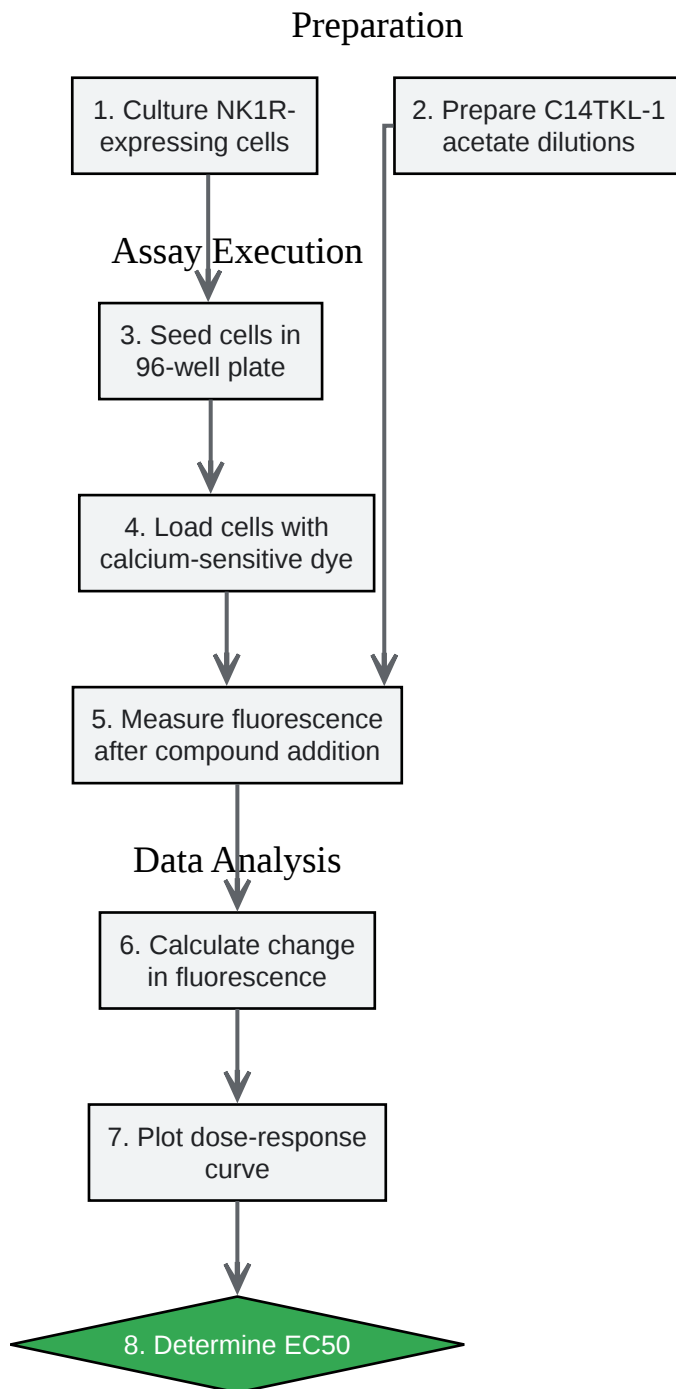 Preparation
1. Culture NK1R-
expressing cells
2. Prepare C14TKL-1
acetate dilutions
Assay Execution
3. Seed cells in
96-well plate
4. Load cells with
calcium-sensitive dye
5. Measure fluorescence
after compound addition
Data Analysis
6. Calculate change
in fluorescence
7. Plot dose-response
curve
8. Determine EC50